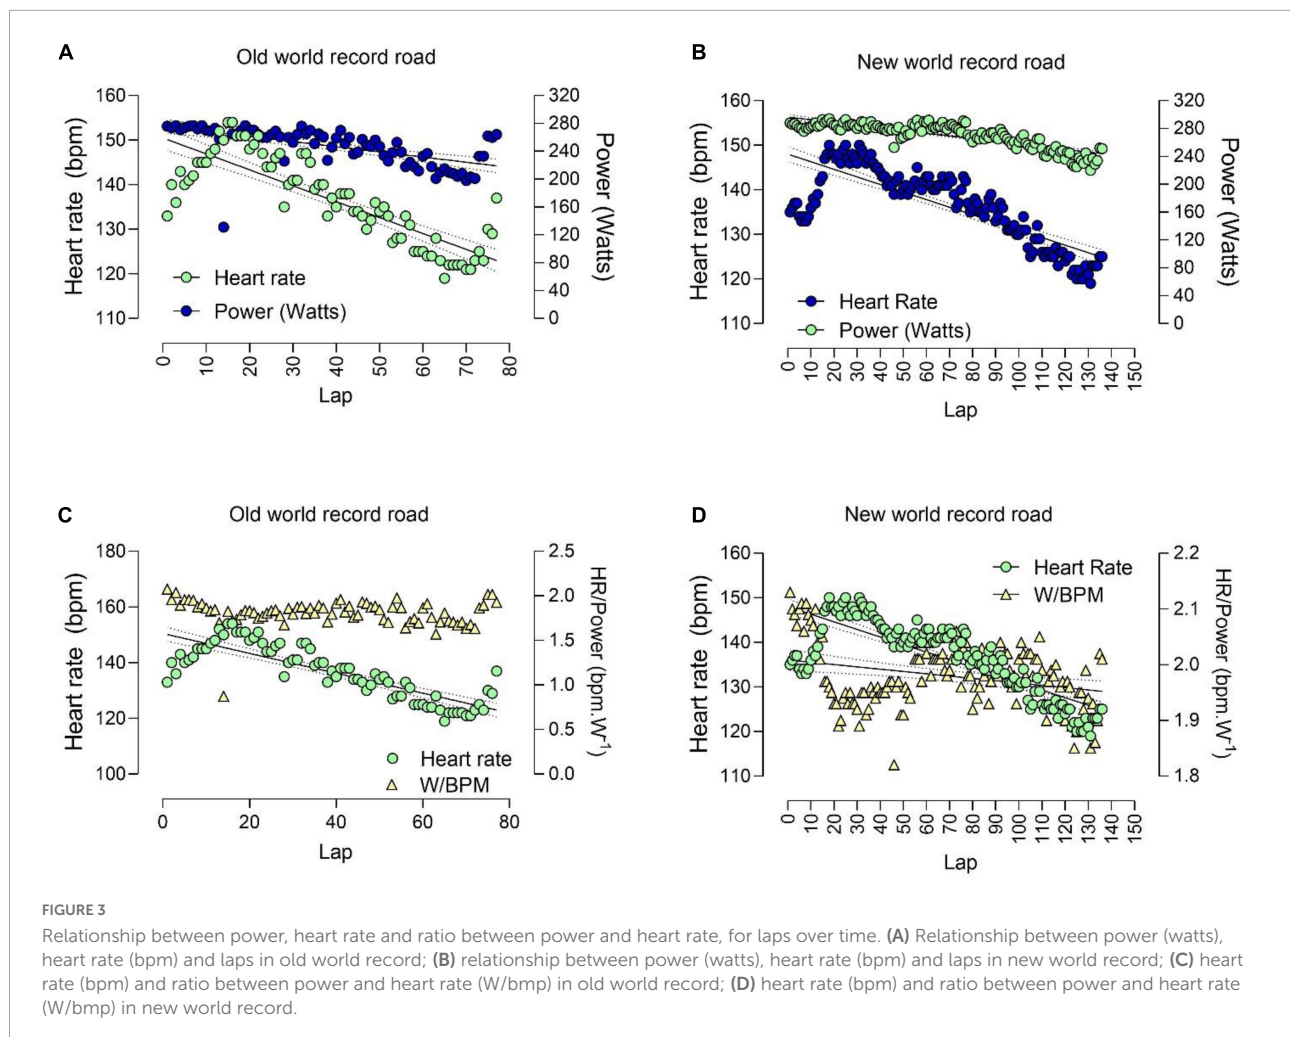 A
Old world record road
160
150
140
130
120
110
Heart rate (bpm)
320
280
240
200
160
120
80
40
0
Power (Watts)
Heart rate
Power (Watts)
0
10
20
30
40
50
60
70
80
Lap
B
New world record road
160
150
140
130
120
110
Heart rate (bpm)
320
280
240
200
160
120
80
40
0
Power (Watts)
Heart Rate
Power (Watts)
0
10
20
30
40
50
60
70
80
90
100
110
120
130
140
150
Lap
C
Old world record road
180
160
140
120
100
Heart rate (bpm)
2.5
2.0
1.5
1.0
0.5
0.0
HR/Power (bpm.W-1)
Heart rate
W/BPM
0
20
40
60
80
Lap
D
New world record road
160
150
140
130
120
110
Heart rate (bpm)
2.2
2.1
2.0
1.9
1.8
HR/Power (bpm.W-1)
Heart Rate
W/BPM
0
10
20
30
40
50
60
70
80
90
100
110
120
130
140
150
Lap
FIGURE 3
Relationship between power, heart rate and ratio between power and heart rate, for laps over time. (A) Relationship between power (watts),
heart rate (bpm) and laps in old world record; (B) relationship between power (watts), heart rate (bpm) and laps in new world record; (C) heart
rate (bpm) and ratio between power and heart rate (W/bmp) in old world record; (D) heart rate (bpm) and ratio between power and heart rate
(W/bmp) in new world record.